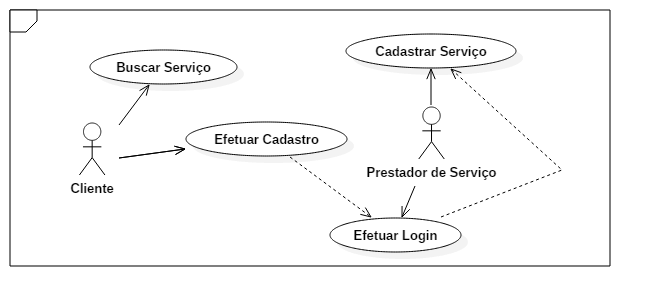 Cadastrar Serviço
Buscar Serviço
Efetuar Cadastro
Prestador de Serviço
Cliente
Efetuar Login